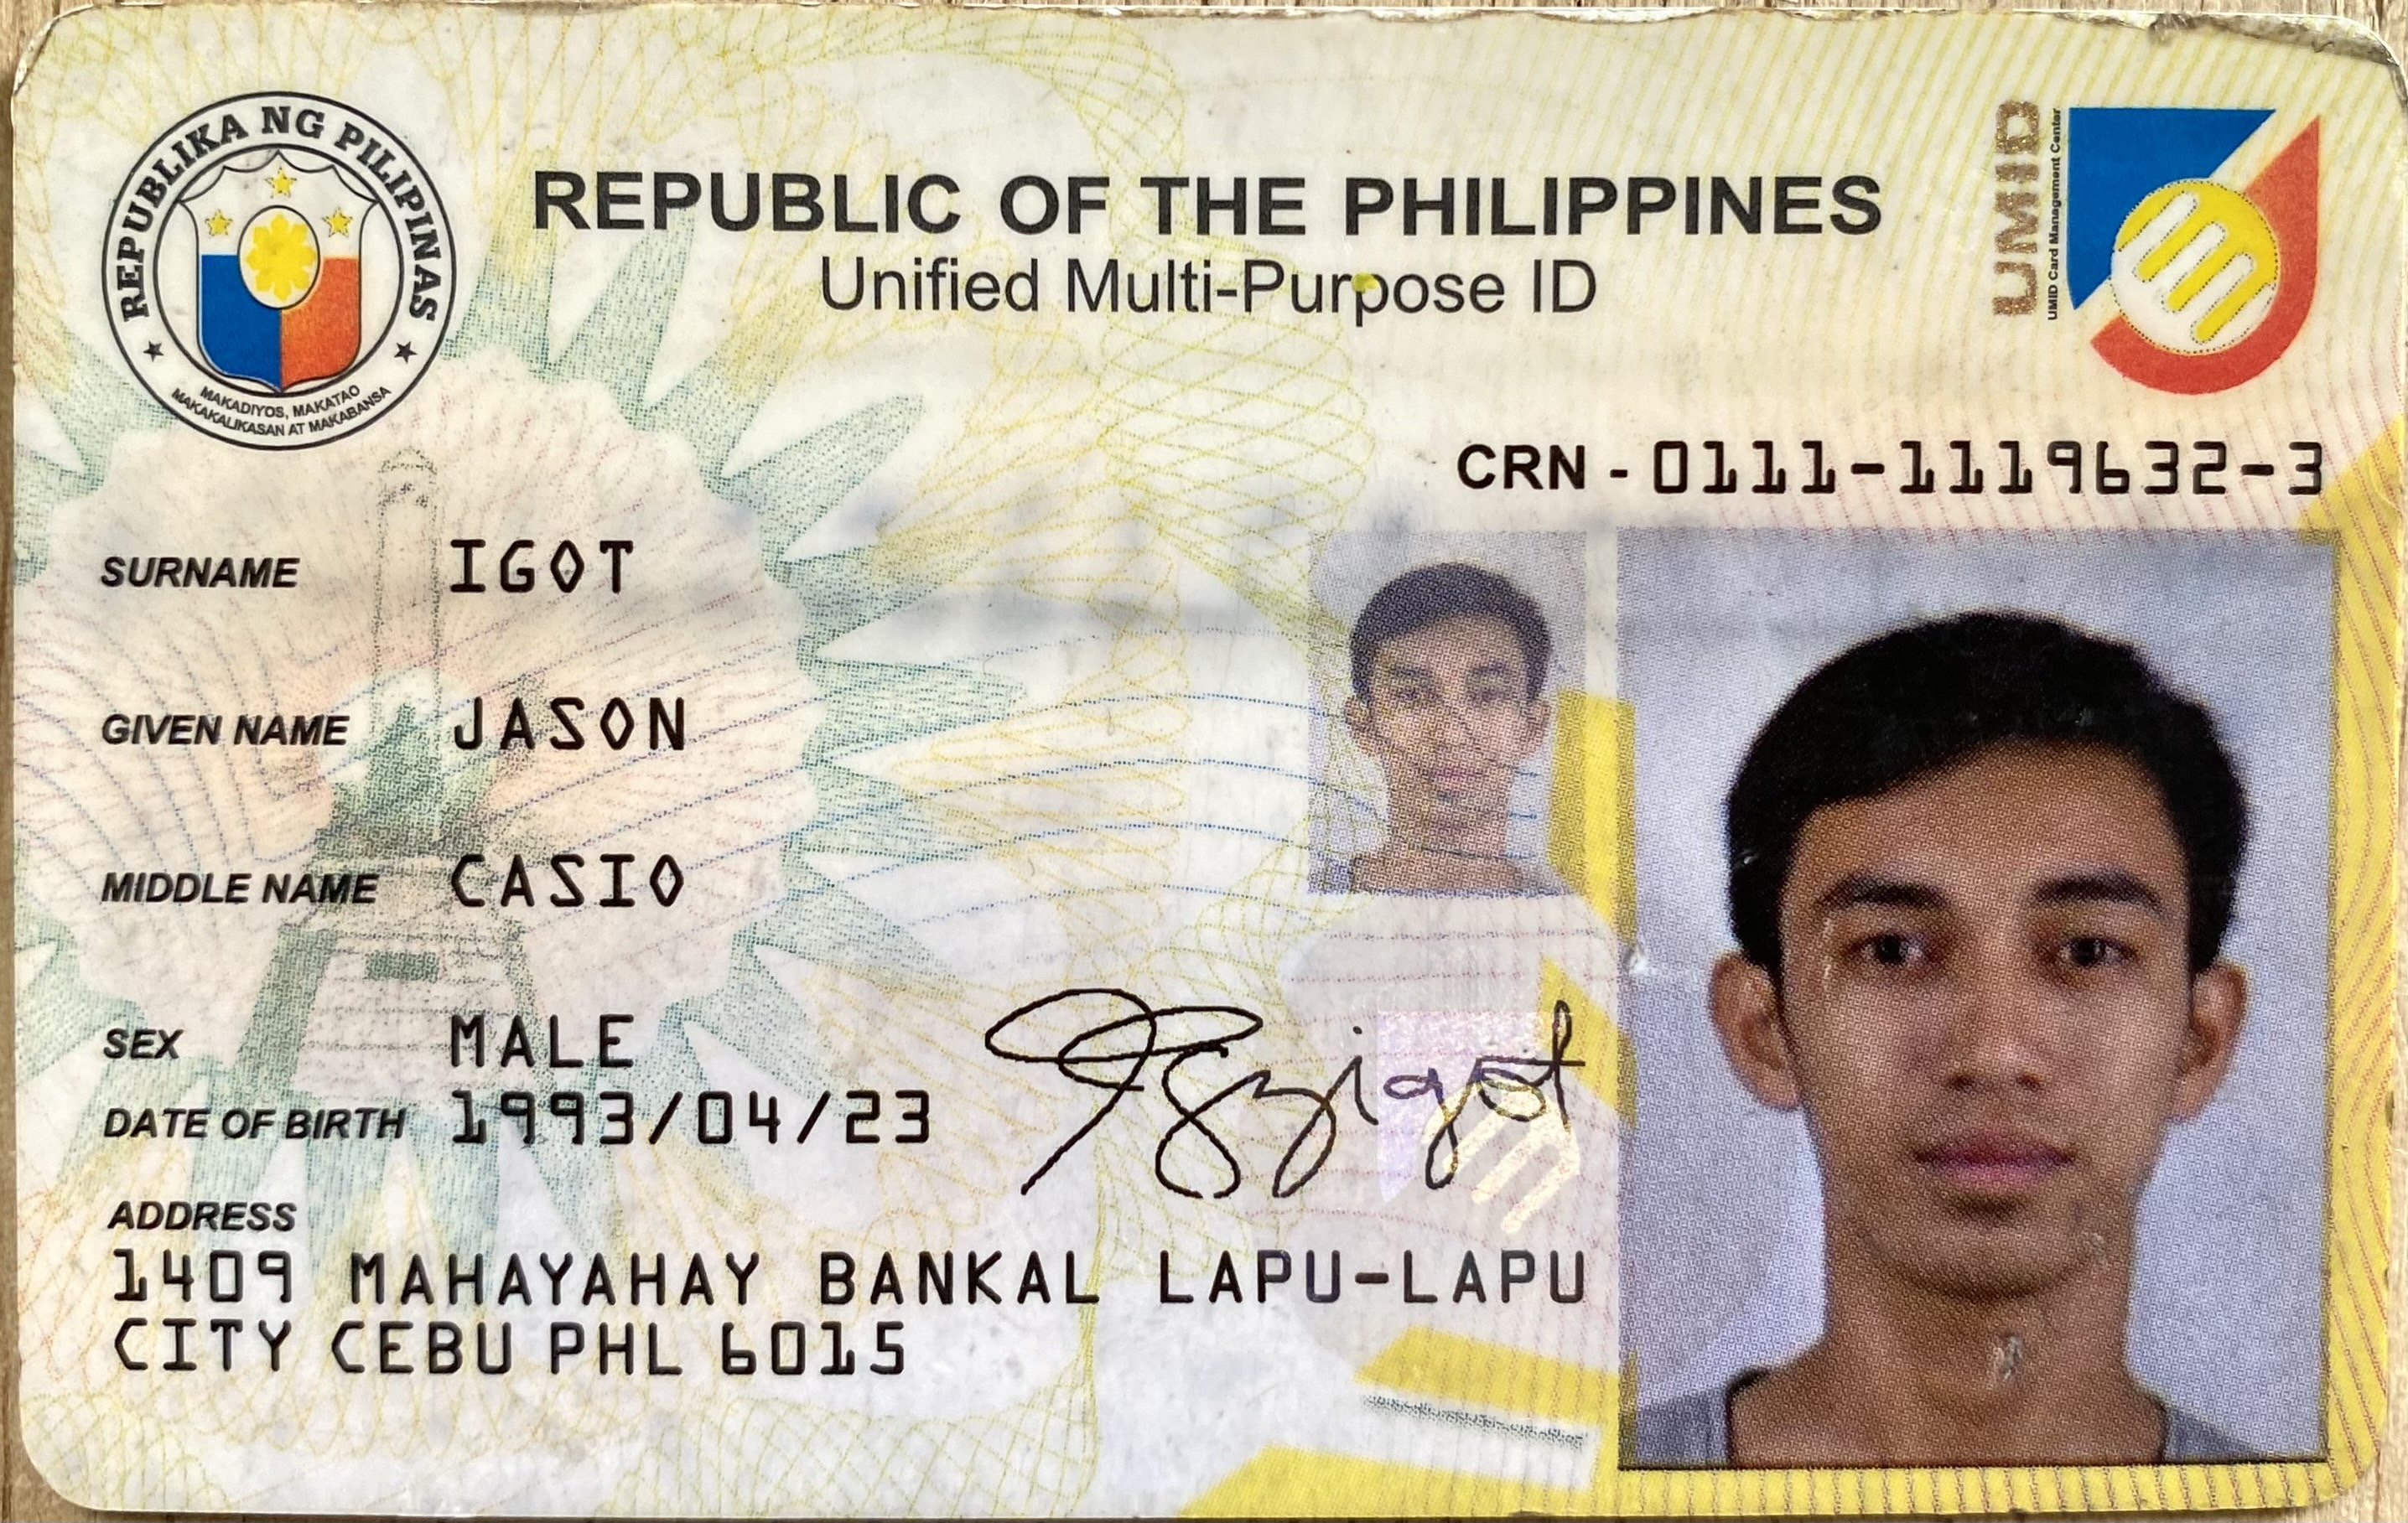 REPUBLIKA NG PILIPINAS
MAKADIYOS, MAKATAO
MAKAKALIKASAN AT MAKABANSA
REPUBLIC OF THE PHILIPPINES
Unified Multi-Purpose ID
UMID
UMID Card Management Center
CRN - 0111-1119632-3
SURNAME IGOT
GIVEN NAME JASON
MIDDLE NAME CASIO
SEX MALE
DATE OF BIRTH 1993/04/23
ADDRESS
1409 MAHAYAHAY BANKAL LAPU-LAPU
CITY CEBU PHL 6015